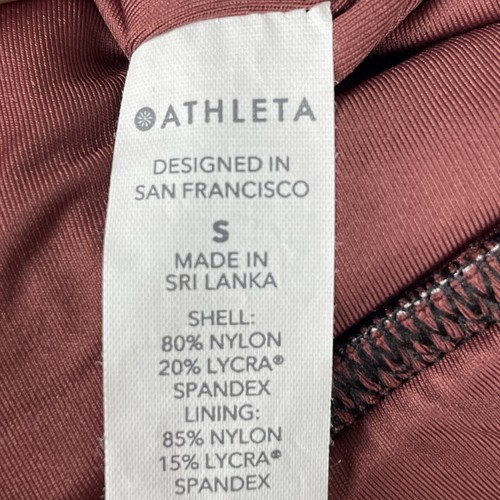 ATHLETA
DESIGNED IN
SAN FRANCISCO
S
MADE IN
SRI LANKA
SHELL:
80% NYLON
20% LYCRA®
SPANDEX
LINING:
85% NYLON
15% LYCRA®
SPANDEX